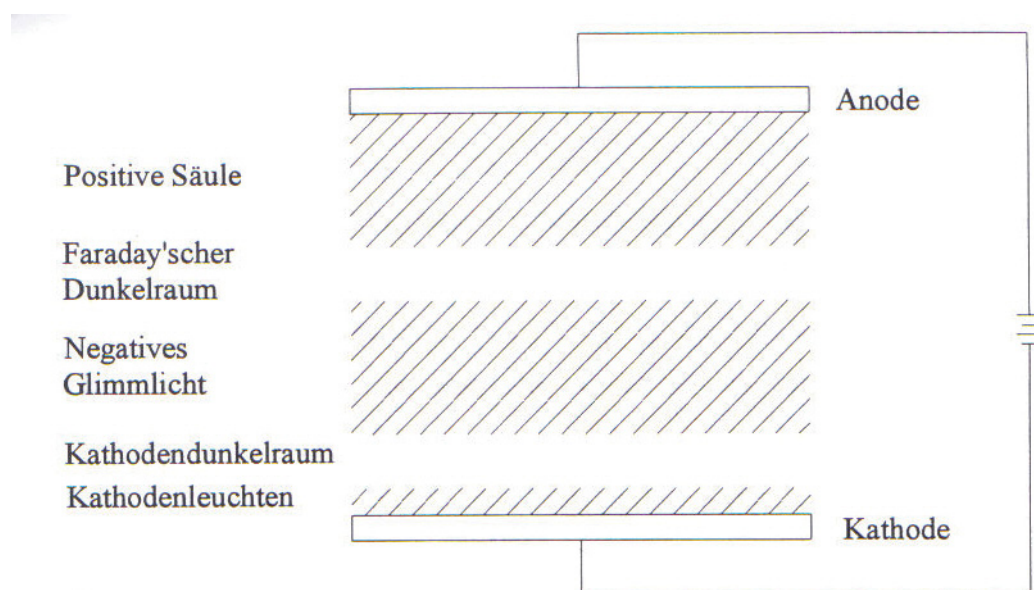 Anode
Positive Säule
Faraday'scher
Dunkelraum
Negatives
Glimmlicht
Kathodendunkelraum
Kathodenleuchten
Kathode